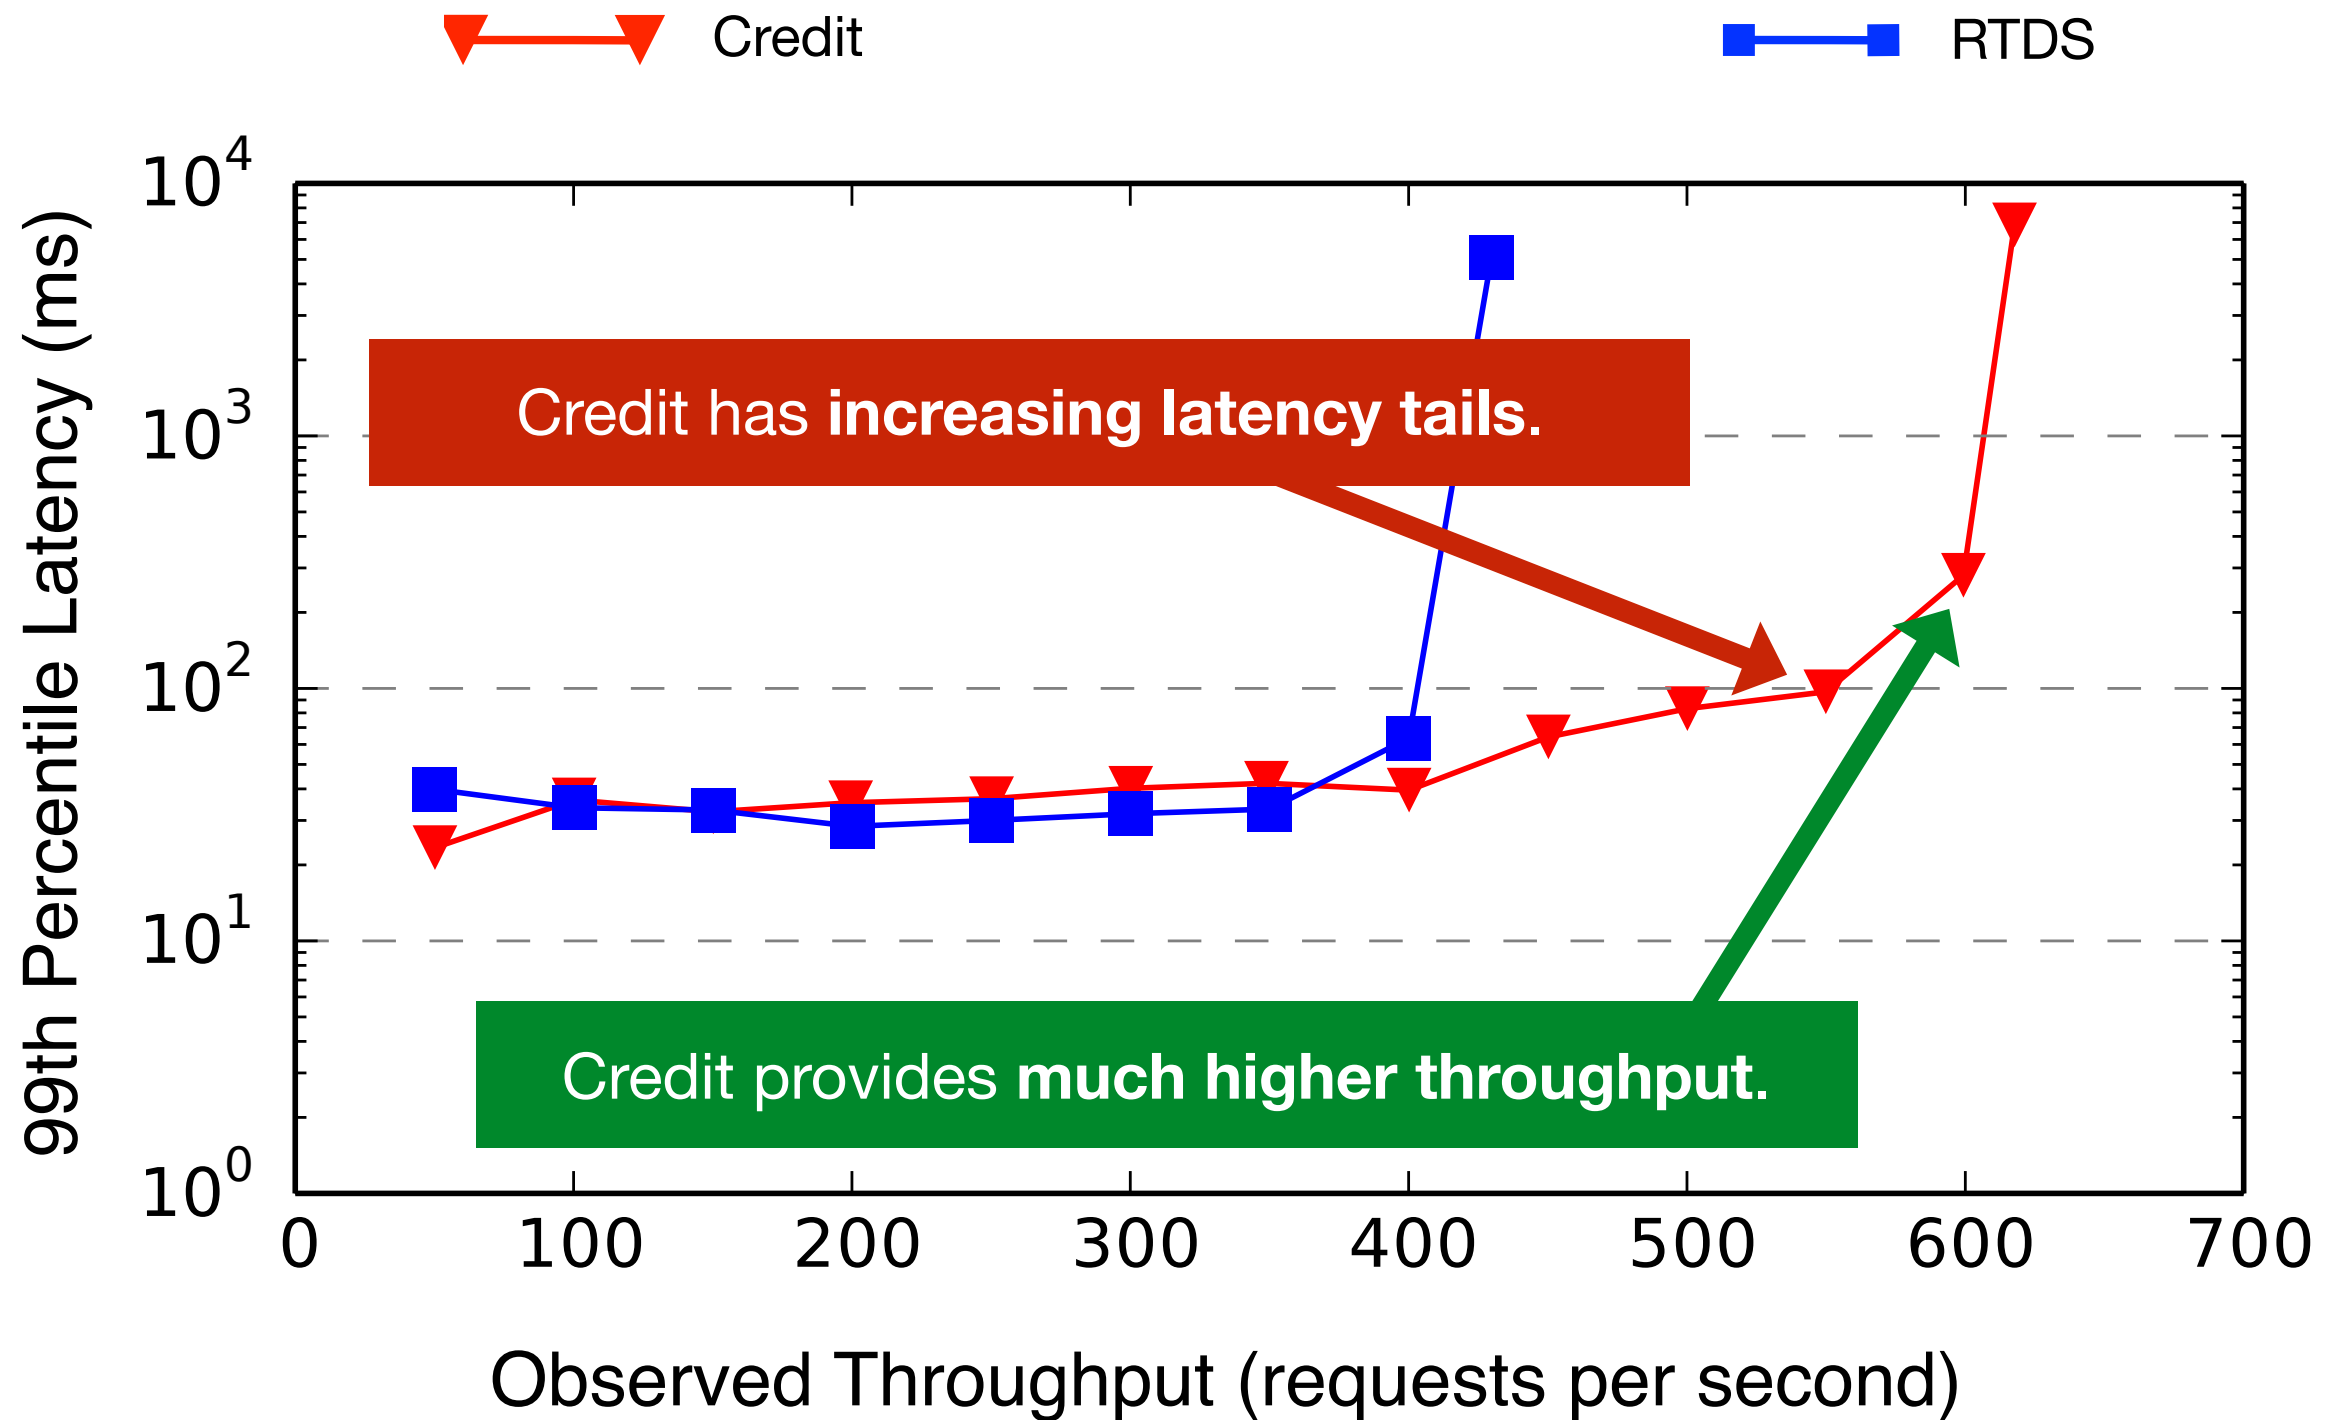 Credit
RTDS
99th Percentile Latency (ms)
10^4
10^3
10^2
10^1
10^0
Credit has increasing latency tails.
Credit provides much higher throughput.
0 100 200 300 400 500 600 700
Observed Throughput (requests per second)